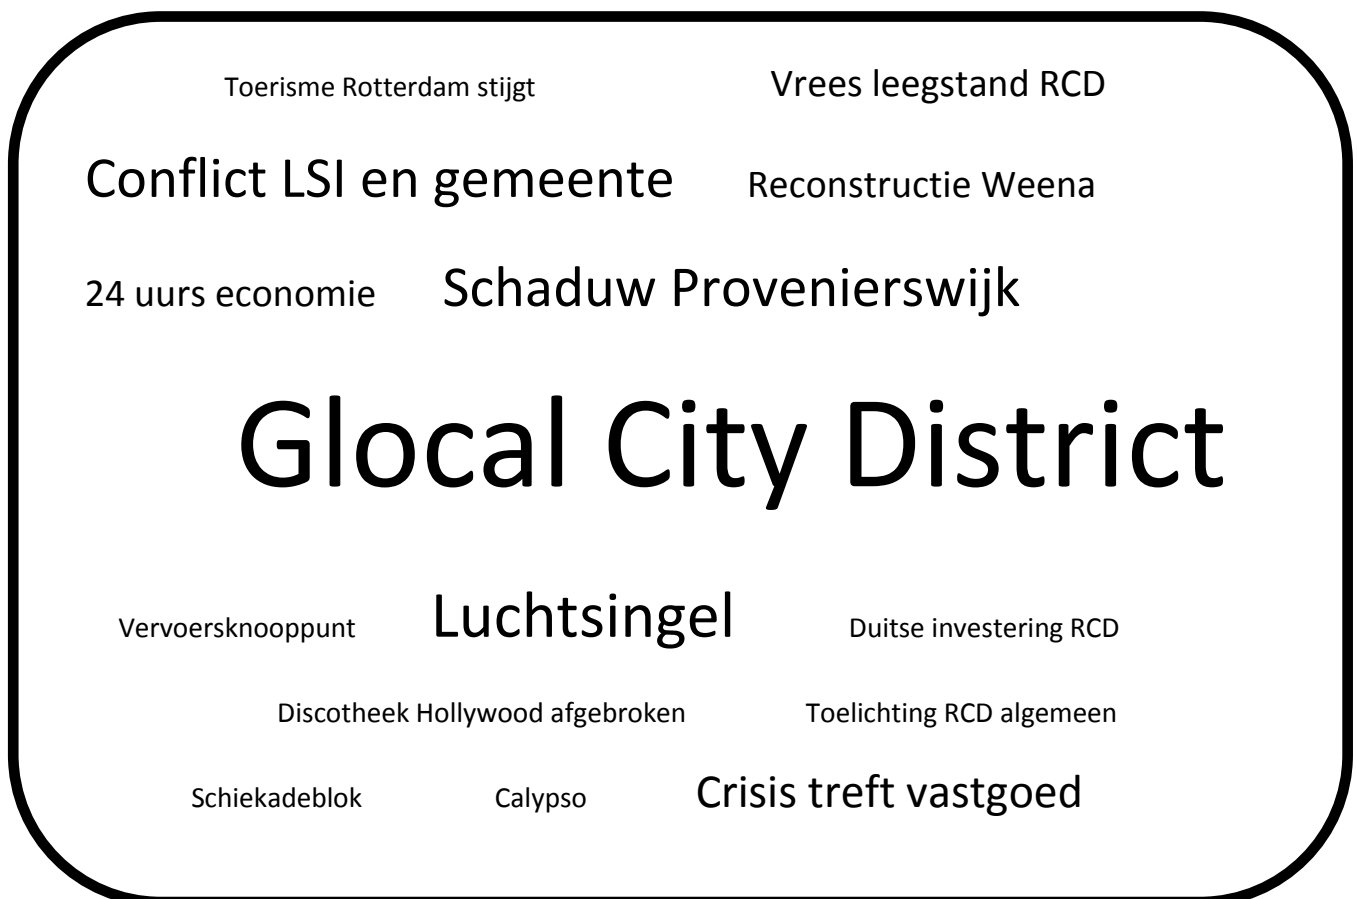 Toerisme Rotterdam stijgt Vrees leegstand RCD
Conflict LSI en gemeente Reconstructie Weena
24 uurs economie Schaduw Provenierswijk
Glocal City District
Vervoersknooppunt Luchtsingel Duitse investering RCD
Discotheek Hollywood afgebroken Toelichting RCD algemeen
Schiekadeblok Calypso Crisis treft vastgoed